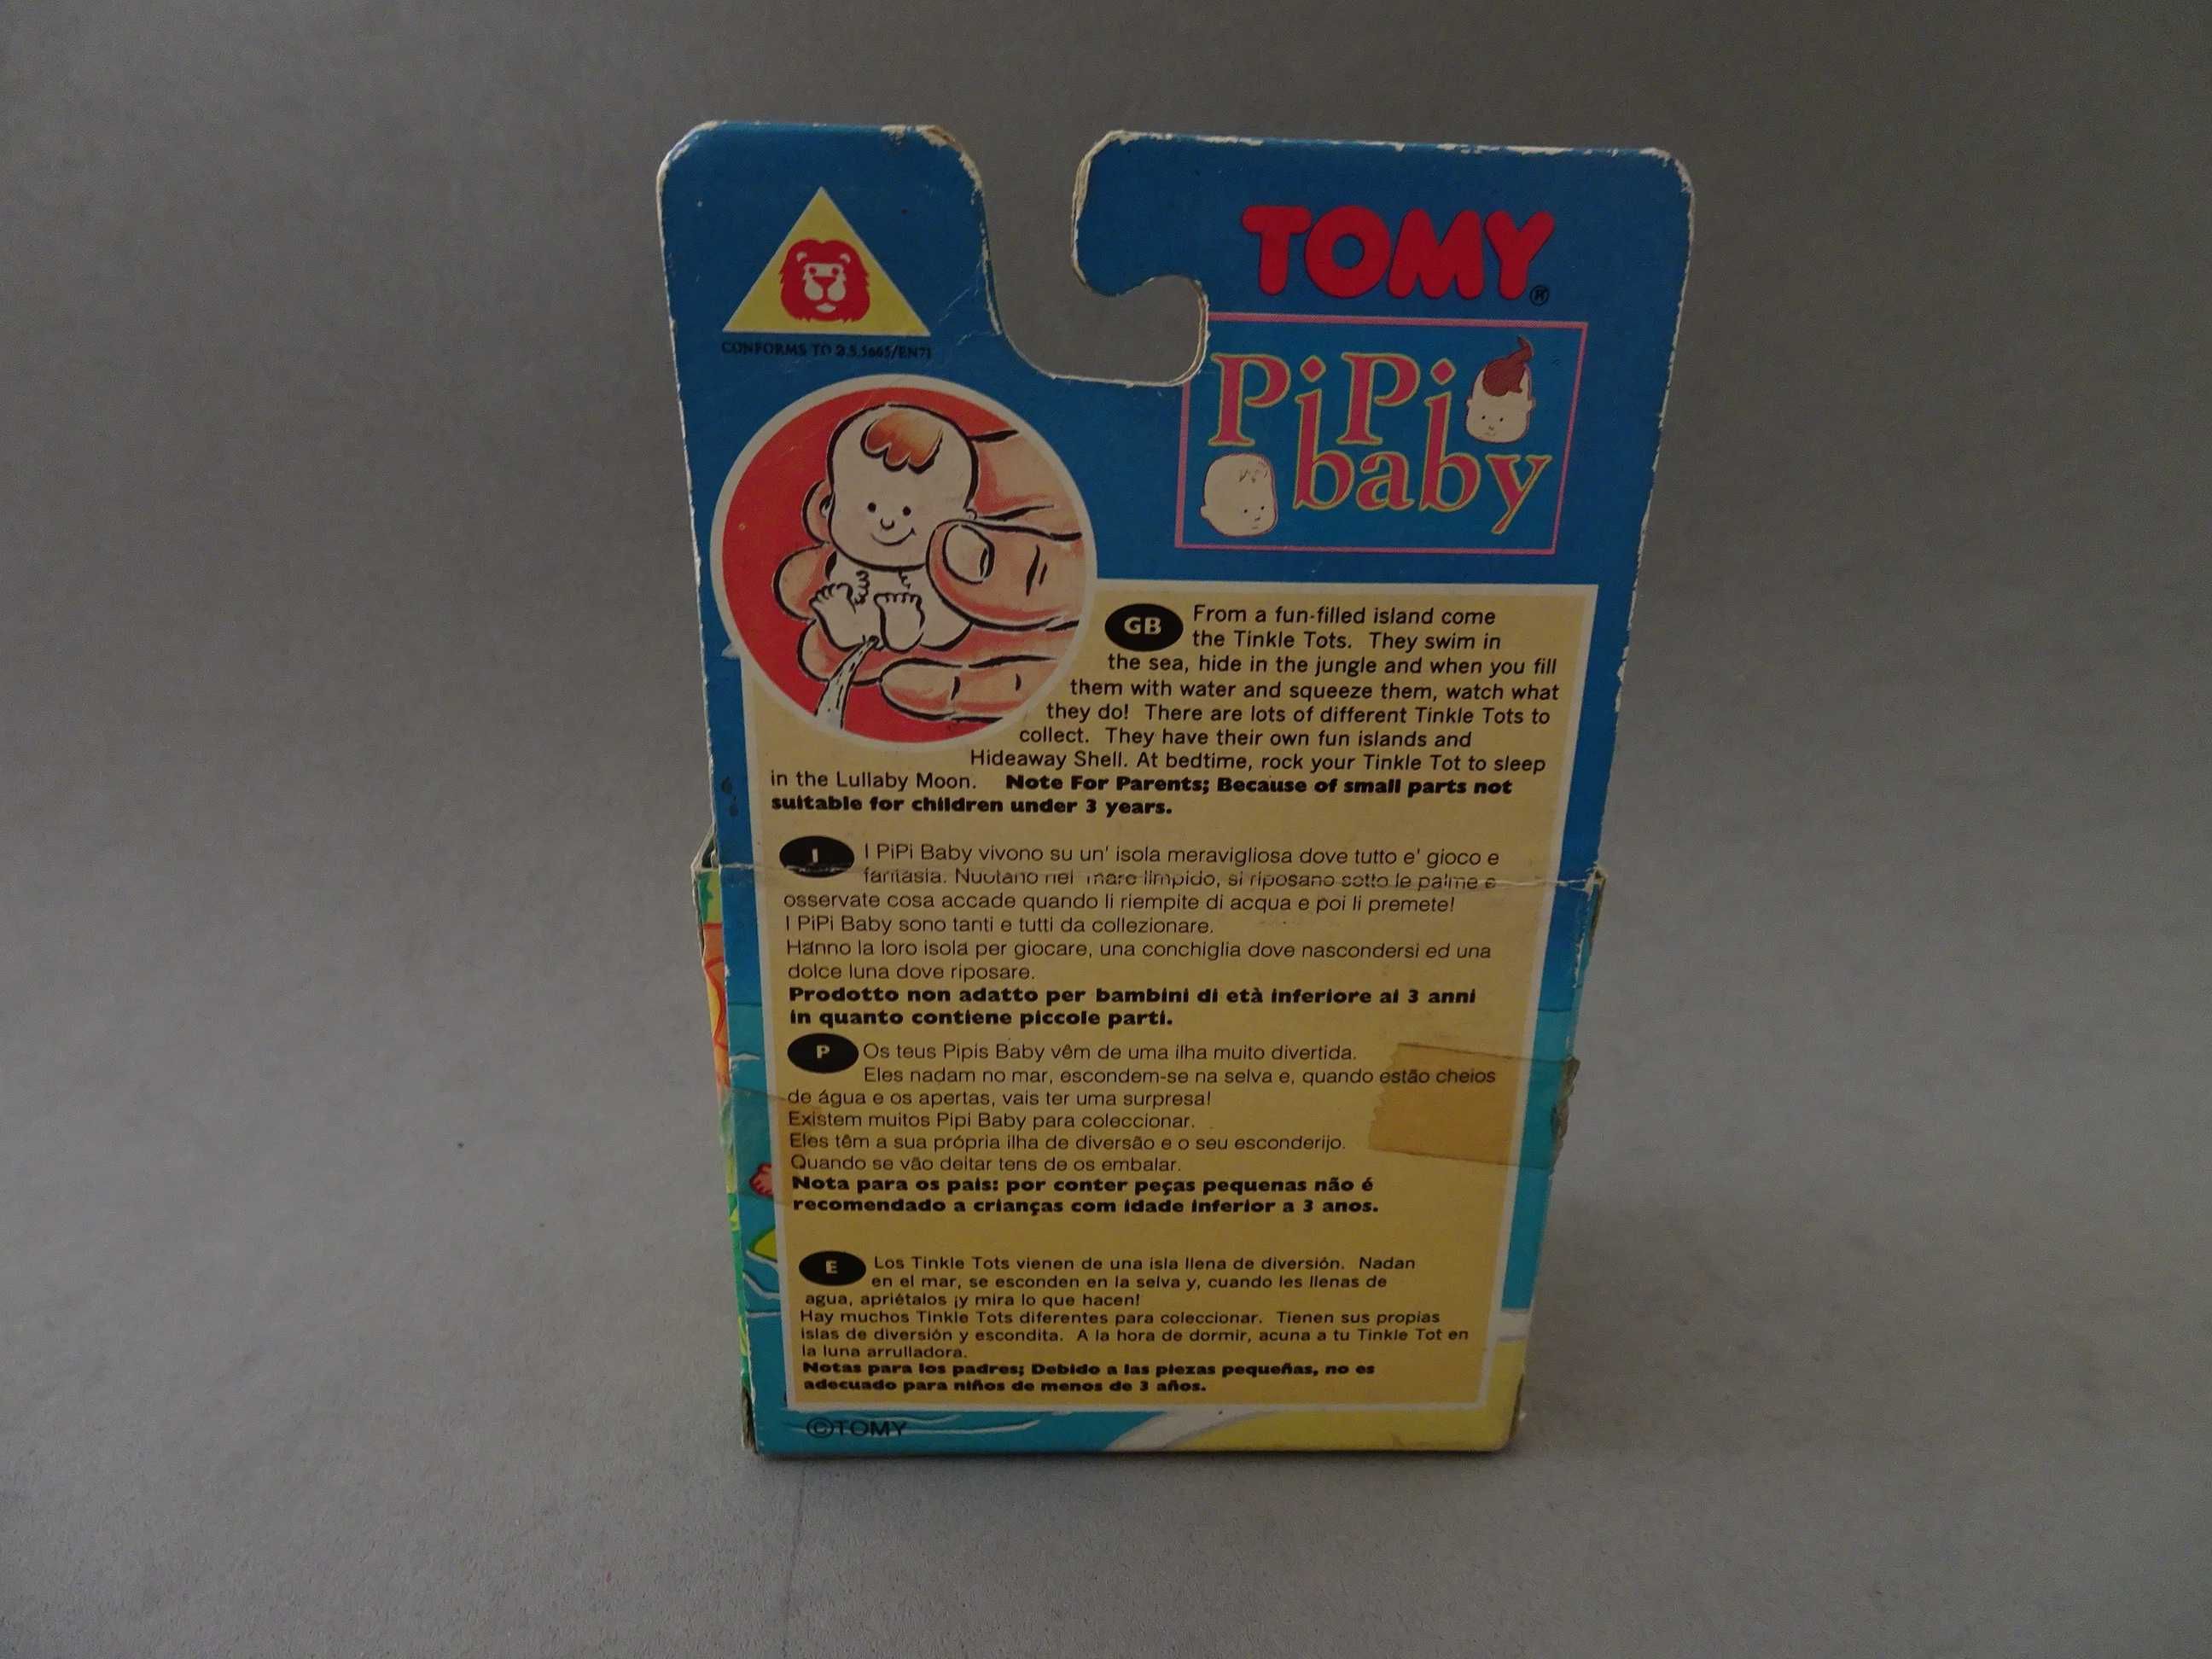 TOMY®
CONFORMS TO B.S.5665/EN71
PiPi
baby
GB From a fun-filled island come
the Tinkle Tots. They swim in
the sea, hide in the jungle and when you fill
them with water and squeeze them, watch what
they do! There are lots of different Tinkle Tots to
collect. They have their own fun islands and
Hideaway Shell. At bedtime, rock your Tinkle Tot to sleep
in the Lullaby Moon. Note For Parents; Because of small parts not
suitable for children under 3 years.
I I PiPi Baby vivono su un' isola meravigliosa dove tutto e' gioco e
fantasia. Nuotano nel mare limpido, si riposano sotto le palme e
osservate cosa accade quando li riempite di acqua e poi li premete!
I PiPi Baby sono tanti e tutti da collezionare.
Hanno la loro isola per giocare, una conchiglia dove nascondersi ed una
dolce luna dove riposare.
Prodotto non adatto per bambini di età inferiore ai 3 anni
in quanto contiene piccole parti.
P Os teus Pipis Baby vêm de uma ilha muito divertida.
Eles nadam no mar, escondem-se na selva e, quando estão cheios
de água e os apertas, vais ter uma surpresa!
Existem muitos Pipi Baby para coleccionar.
Eles têm a sua própria ilha de diversão e o seu esconderijo.
Quando se vão deitar tens de os embalar.
Nota para os pais: por conter peças pequenas não é
recomendado a crianças com idade inferior a 3 anos.
E Los Tinkle Tots vienen de una isla llena de diversión. Nadan
en el mar, se esconden en la selva y, cuando les llenas de
agua, apriétalos ¡y mira lo que hacen!
Hay muchos Tinkle Tots diferentes para coleccionar. Tienen sus propias
islas de diversión y escondita. A la hora de dormir, acuna a tu Tinkle Tot en
la luna arrulladora.
Notas para los padres; Debido a las piezas pequeñas, no es
adecuado para niños de menos de 3 años.
©TOMY